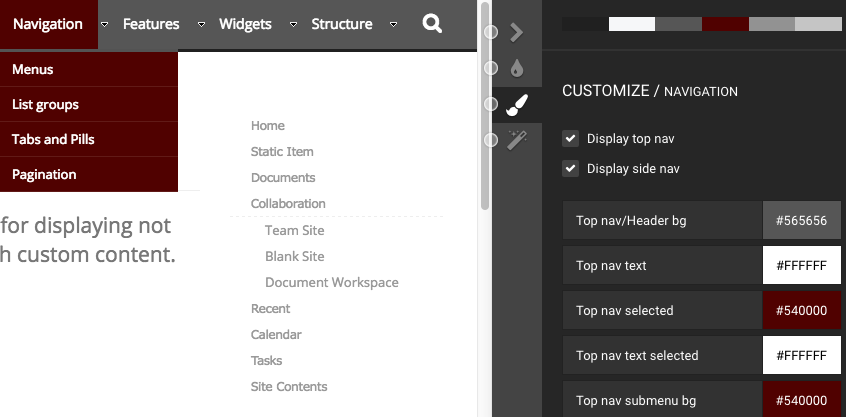 Navigation Features Widgets Structure
Menus
List groups
Tabs and Pills
Pagination
for displaying not
h custom content.
Home
Static Item
Documents
Collaboration
Team Site
Blank Site
Document Workspace
Recent
Calendar
Tasks
Site Contents
CUSTOMIZE / NAVIGATION
Display top nav
Display side nav
Top nav/Header bg #565656
Top nav text #FFFFFF
Top nav selected #540000
Top nav text selected #FFFFFF
Top nav submenu bg #540000